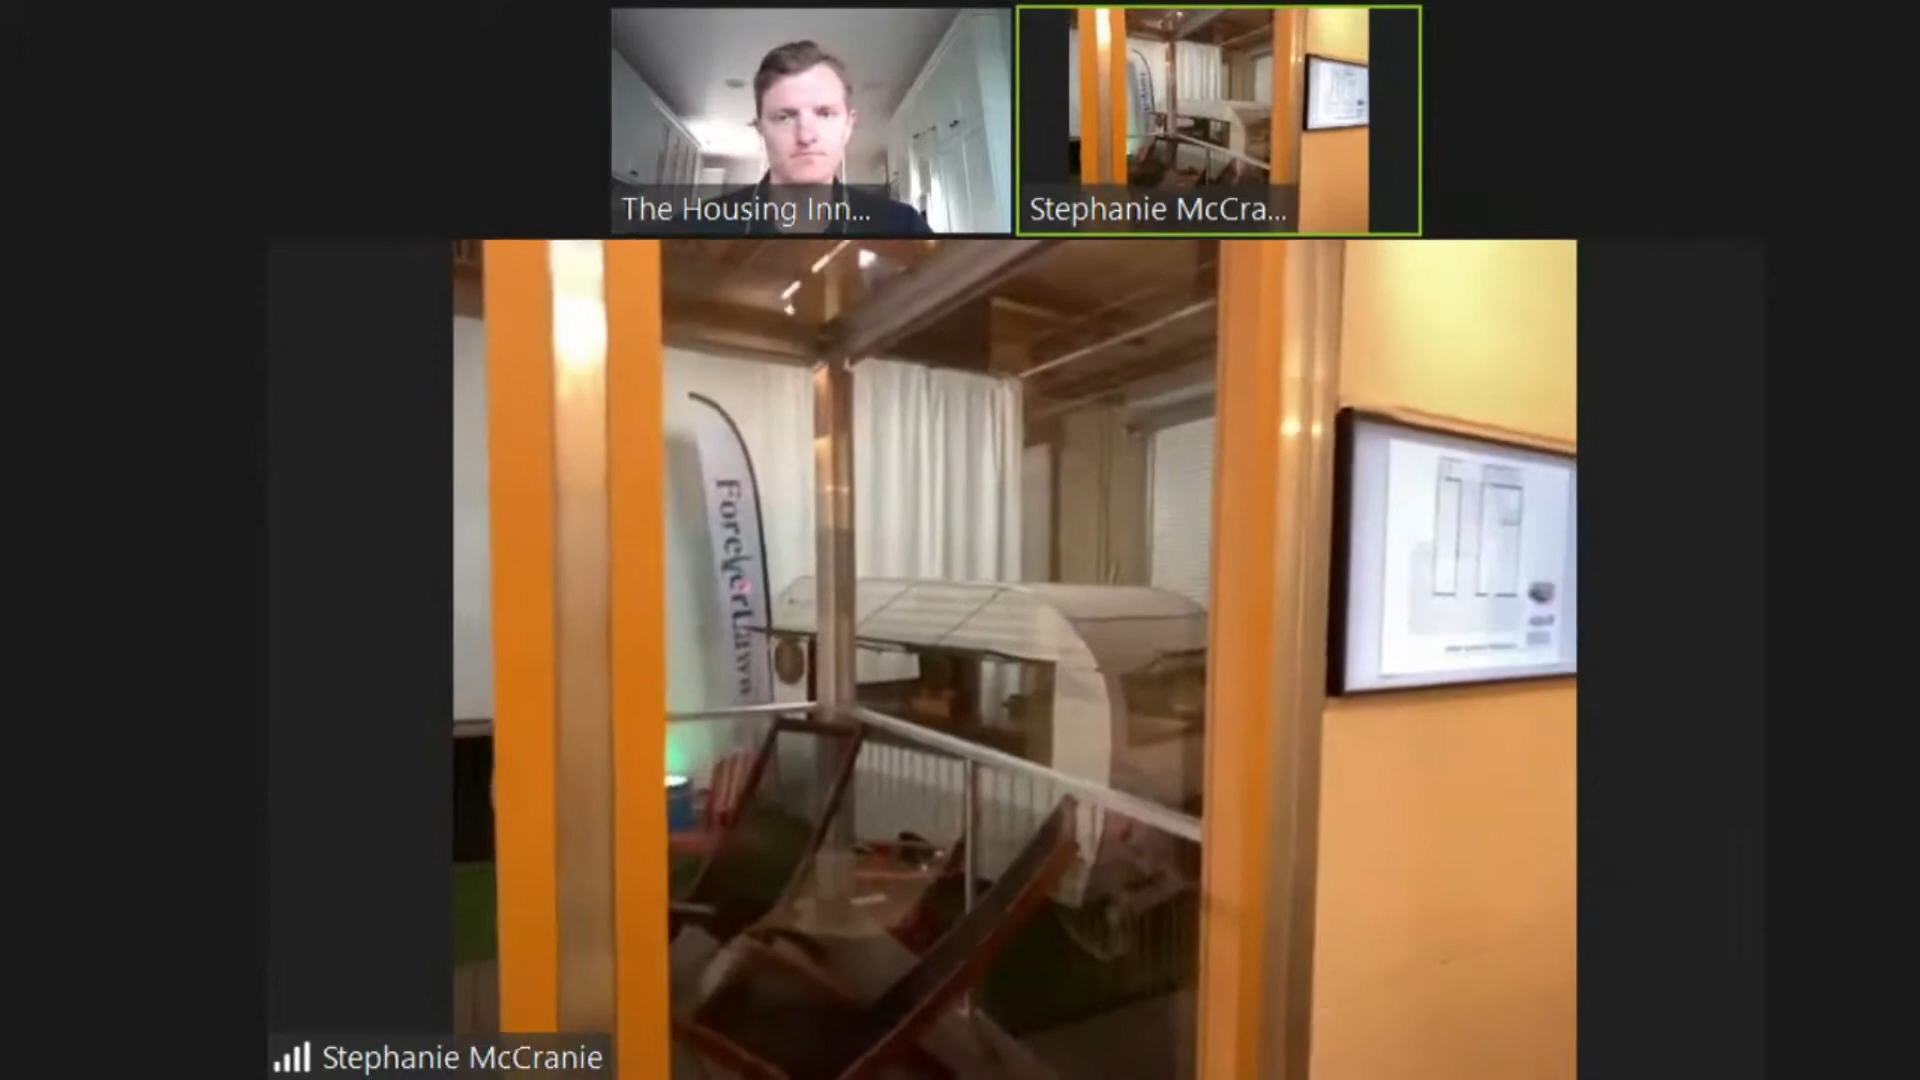 The Housing Inn...
Stephanie McCra...
ForeverLawn
Stephanie McCranie